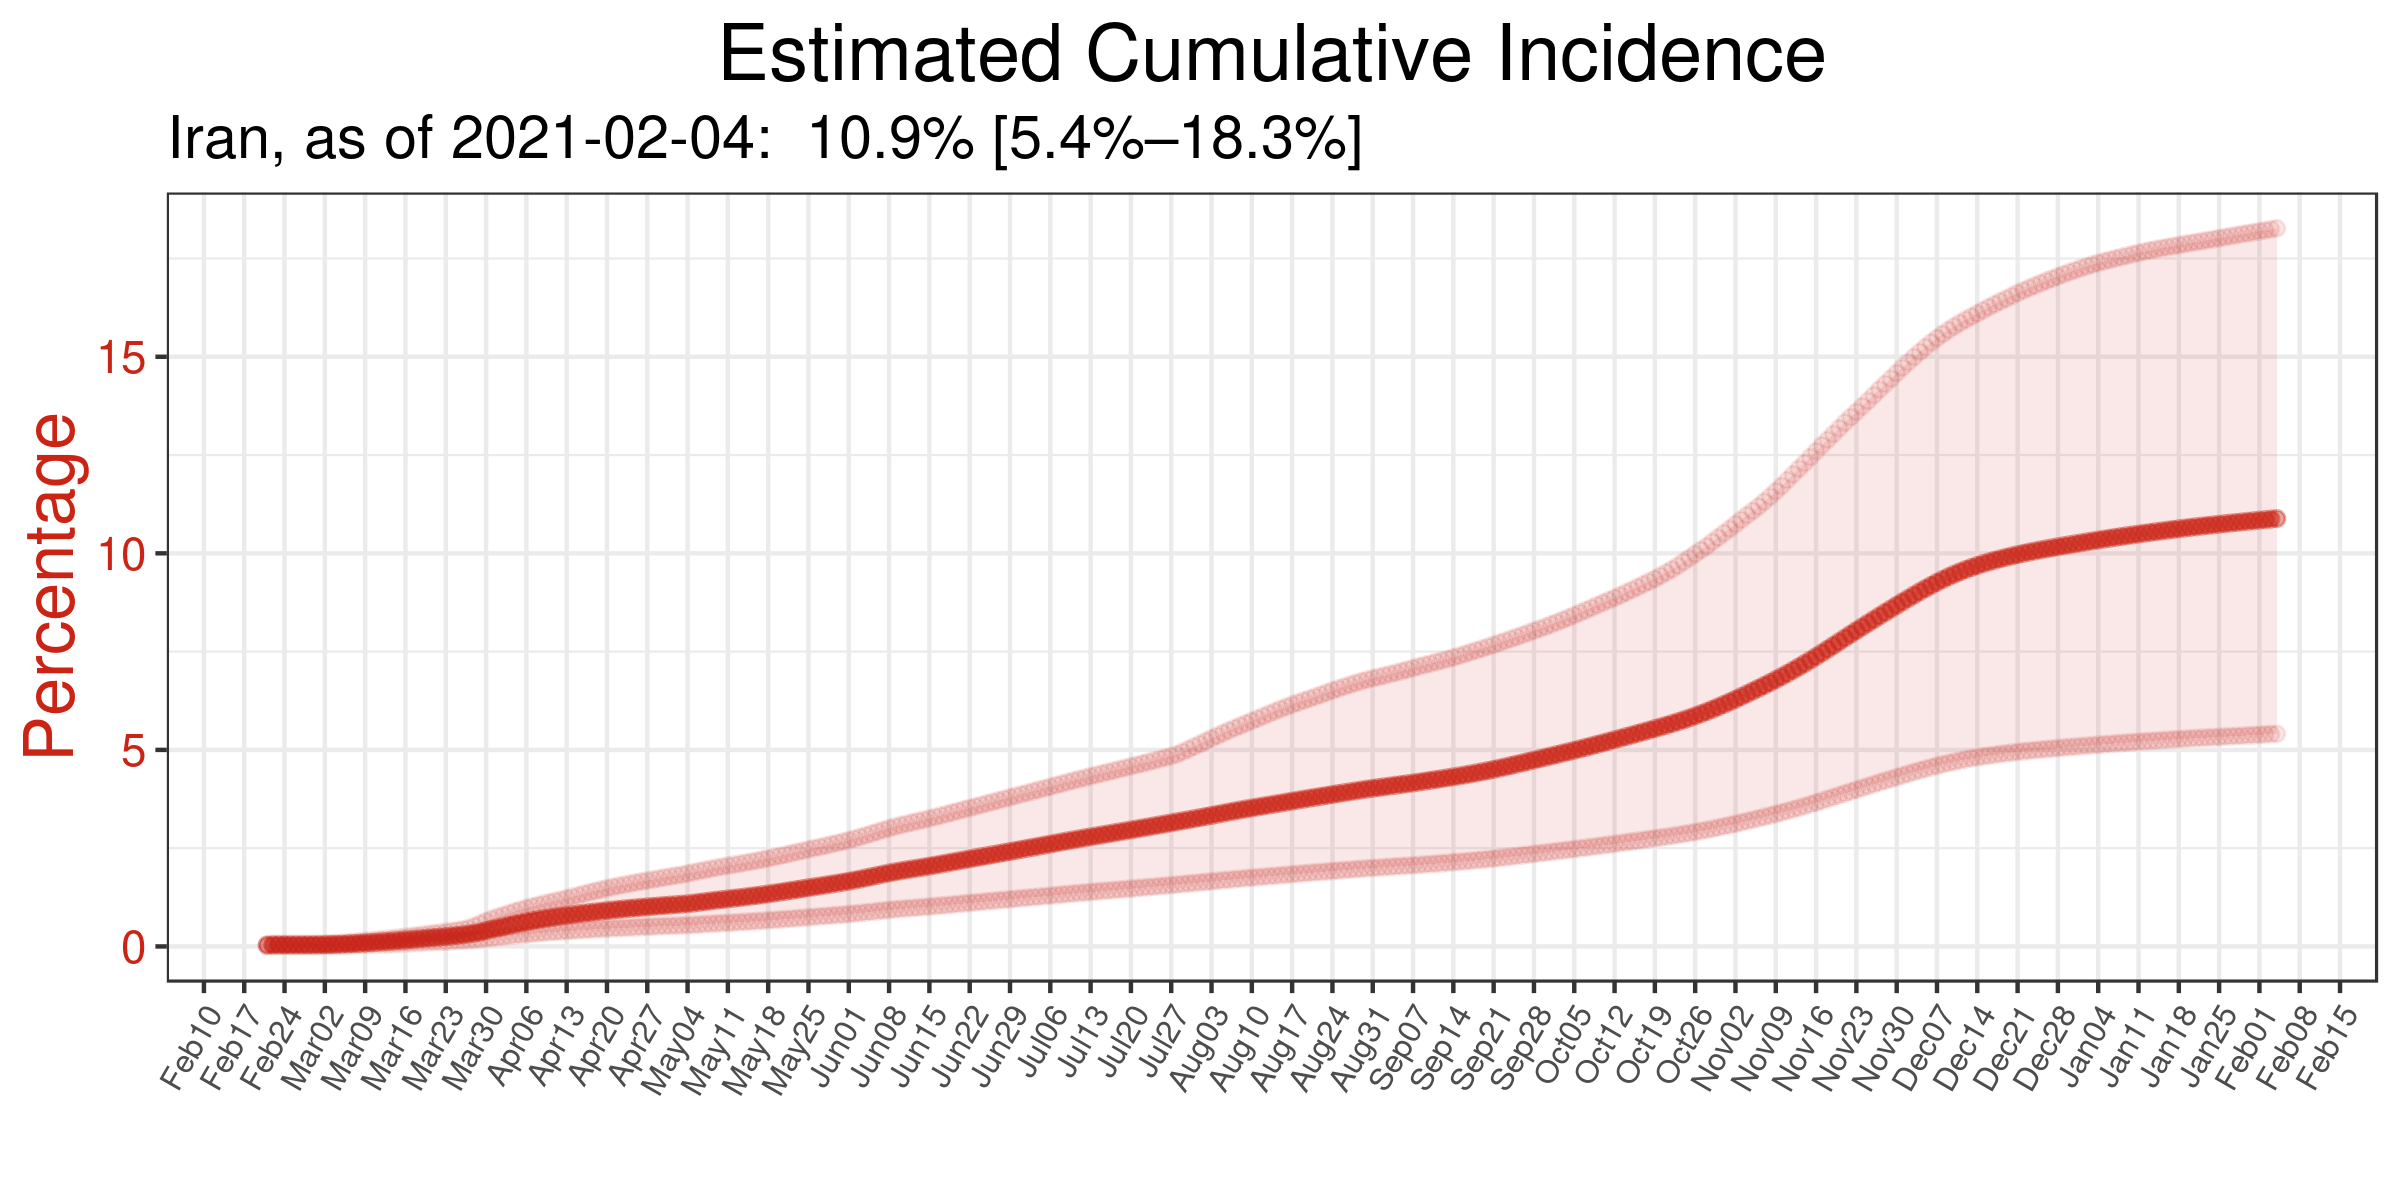 Estimated Cumulative Incidence
Iran, as of 2021-02-04:  10.9% [5.4%–18.3%]
Percentage
15
10
5
0
Feb10
Feb17
Feb24
Mar02
Mar09
Mar16
Mar23
Mar30
Apr06
Apr13
Apr20
Apr27
May04
May11
May18
May25
Jun01
Jun08
Jun15
Jun22
Jun29
Jul06
Jul13
Jul20
Jul27
Aug03
Aug10
Aug17
Aug24
Aug31
Sep07
Sep14
Sep21
Sep28
Oct05
Oct12
Oct19
Oct26
Nov02
Nov09
Nov16
Nov23
Nov30
Dec07
Dec14
Dec21
Dec28
Jan04
Jan11
Jan18
Jan25
Feb01
Feb08
Feb15